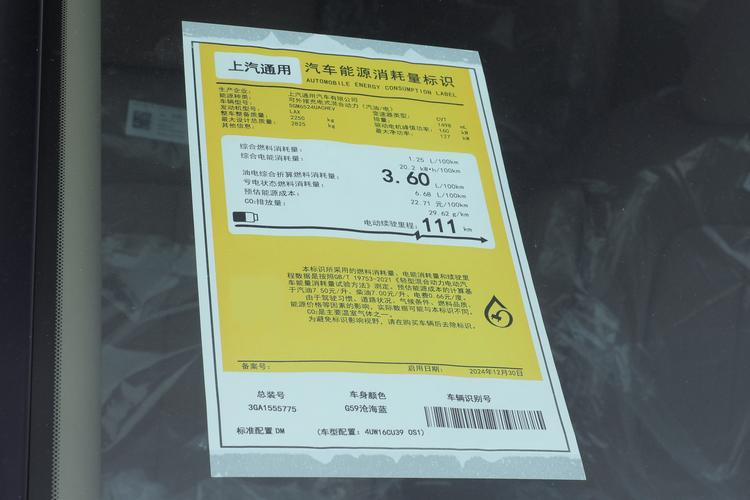 上汽通用 汽车能源消耗量标识
AUTOMOBILE ENERGY CONSUMPTION LABEL
生产企业: 上汽通用汽车有限公司
能源种类: 可外接充电式混合动力 (汽油/电)
车辆型号: SGM6524UAGHEV 变速器类型: CVT
发动机型号: LAX 排量: 1498 mL
整车整备质量: 2250 kg 驱动电机峰值功率: 160 kW
最大设计总质量: 2825 kg 最大净功率: 127 kW
其他信息:
综合燃料消耗量: 1.25 L/100km
综合电能消耗量: 20.2 kW•h/100km
油电综合折算燃料消耗量: 3.60 L/100km
亏电状态燃料消耗量: 6.68 L/100km
预估能源成本: 22.71 元/100km
CO₂排放量: 29.62 g/km
电动续驶里程: 111 km
本标识所采用的燃料消耗量、电能消耗量和续驶里
程数据是按照GB/T 19753-2021《轻型混合动力电动汽
车能量消耗量试验方法》测定。预估能源成本的计算基
于汽油7.50元/升、柴油7.00元/升、电费0.66元/度。
由于驾驶习惯、道路状况、气候条件、燃料品质、
能源价格等因素的影响,实际数据可能与本标识不同。
CO₂是主要温室气体之一。
为避免标识影响视野,请在购买车辆后去除标识。
备案号: 启用日期: 2024年12月30日
总装号 车身颜色 车辆识别号
3GA1555775 G59沧海蓝
标准配置 DM (车型配置: 4UW16CU39 OS1)